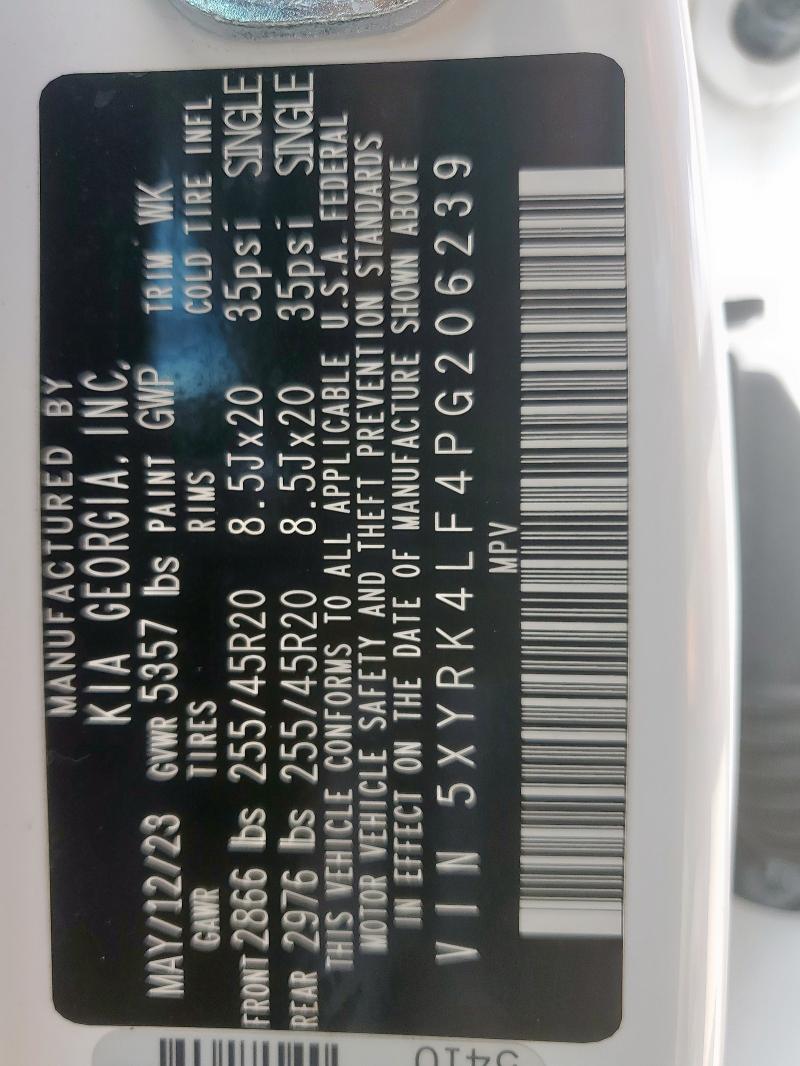 MANUFACTURED BY
KIA GEORGIA, INC.
MAY/12/23 GVWR 5357 lbs PAINT GWP TRIM WK
GAWR TIRES RIMS COLD TIRE INFL
FRONT 2866 lbs 255/45R20 8.5Jx20 35psi SINGLE
REAR 2976 lbs 255/45R20 8.5Jx20 35psi SINGLE
THIS VEHICLE CONFORMS TO ALL APPLICABLE U.S.A. FEDERAL
MOTOR VEHICLE SAFETY AND THEFT PREVENTION STANDARDS
IN EFFECT ON THE DATE OF MANUFACTURE SHOWN ABOVE
VIN 5XYRK4LF4PG206239
MPV
5410